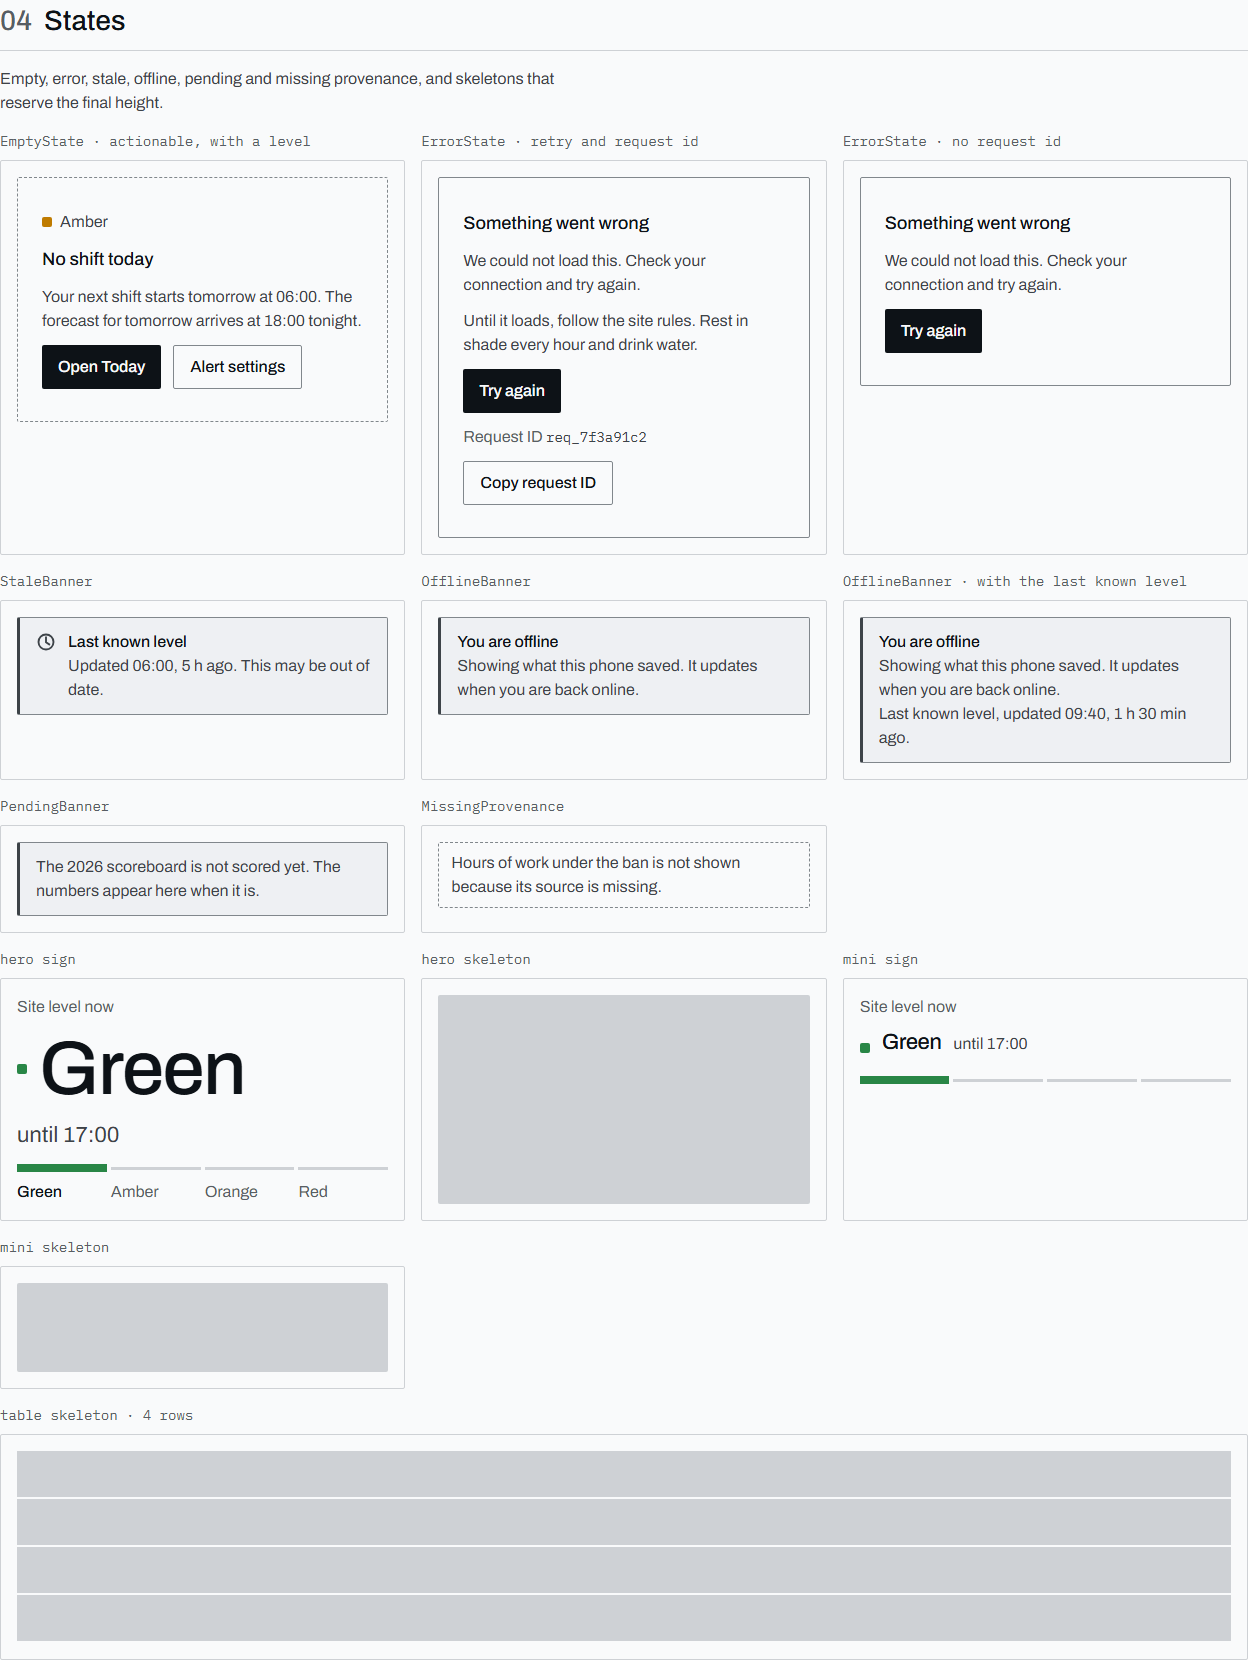 04 States
Empty, error, stale, offline, pending and missing provenance, and skeletons that
reserve the final height.
EmptyState · actionable, with a level
Amber
No shift today
Your next shift starts tomorrow at 06:00. The
forecast for tomorrow arrives at 18:00 tonight.
Open Today
Alert settings
ErrorState · retry and request id
Something went wrong
We could not load this. Check your
connection and try again.
Until it loads, follow the site rules. Rest in
shade every hour and drink water.
Try again
Request ID req_7f3a91c2
Copy request ID
ErrorState · no request id
Something went wrong
We could not load this. Check your
connection and try again.
Try again
StaleBanner
Last known level
Updated 06:00, 5 h ago. This may be out of
date.
OfflineBanner
You are offline
Showing what this phone saved. It updates
when you are back online.
OfflineBanner · with the last known level
You are offline
Showing what this phone saved. It updates
when you are back online.
Last known level, updated 09:40, 1 h 30 min
ago.
PendingBanner
The 2026 scoreboard is not scored yet. The
numbers appear here when it is.
MissingProvenance
Hours of work under the ban is not shown
because its source is missing.
hero sign
Site level now
Green
until 17:00
Green Amber Orange Red
hero skeleton
mini sign
Site level now
Green until 17:00
mini skeleton
table skeleton · 4 rows